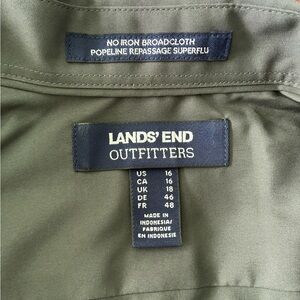 NO IRON BROADCLOTH
POPELINE REPASSAGE SUPERFLU
LANDS' END
OUTFITTERS
US 16
CA 16
UK 18
DE 46
FR 48
MADE IN
INDONESIA/
FABRIQUE
EN INDONESIE